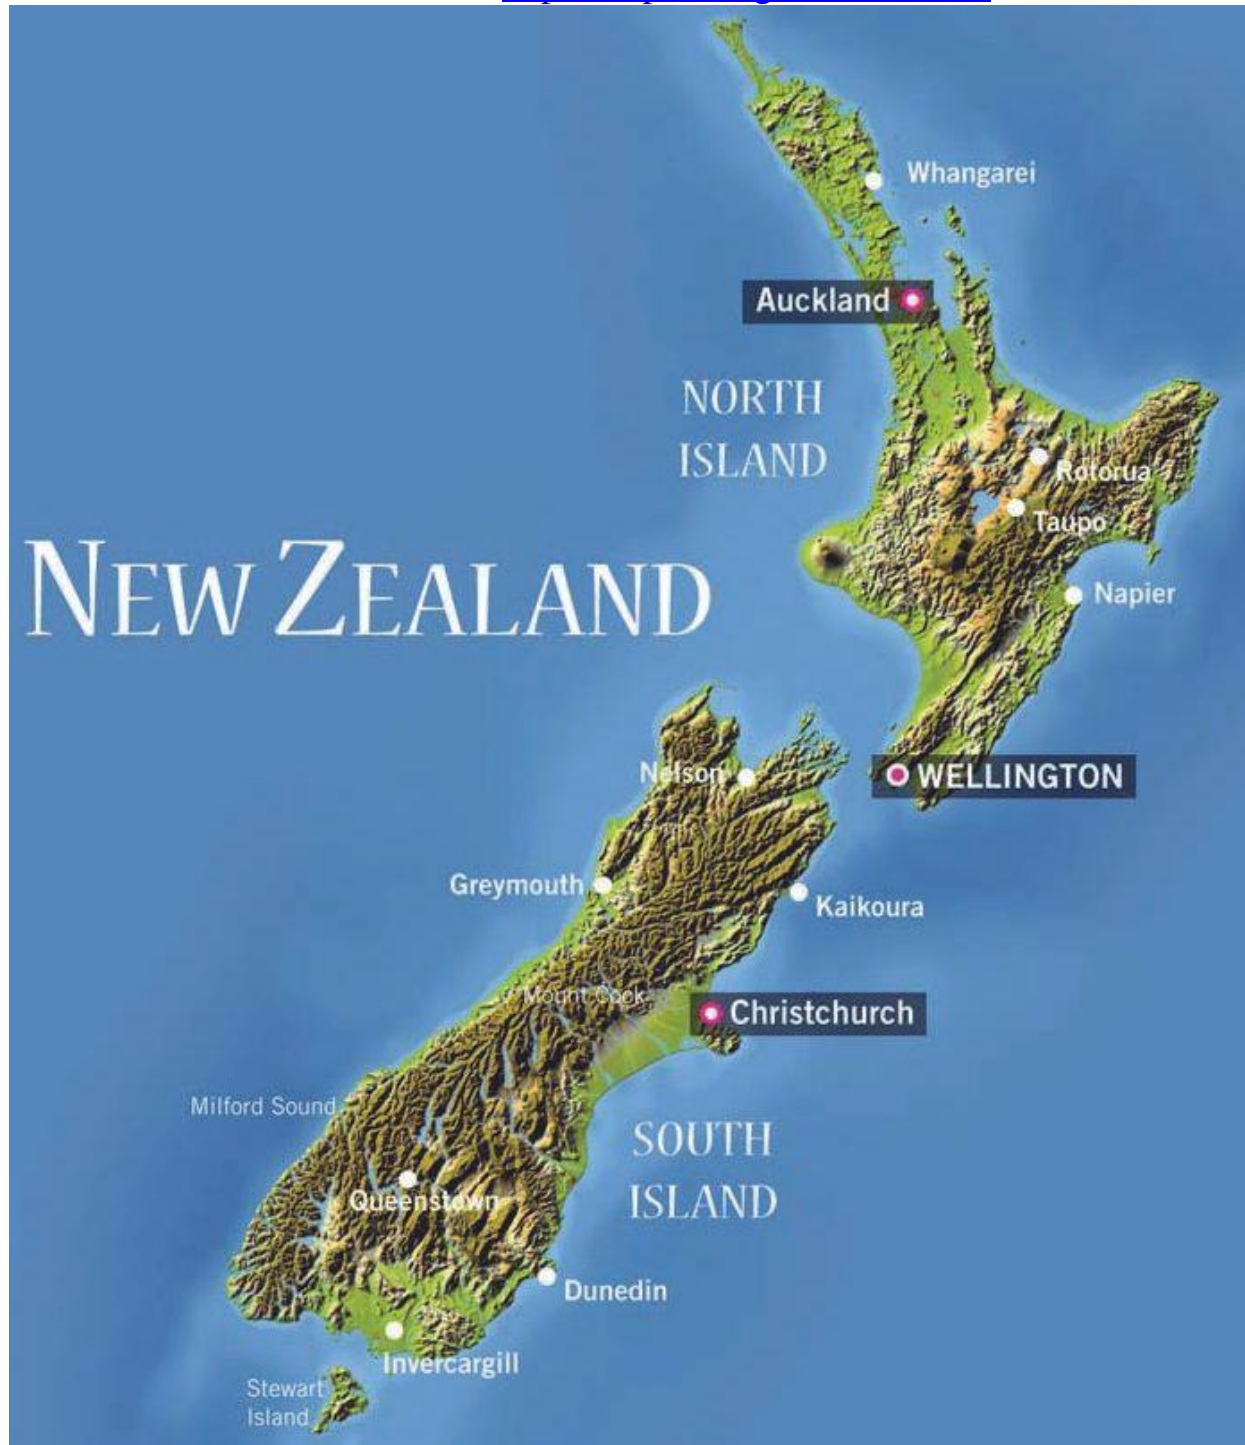 Whangarei
Auckland
NORTH
ISLAND
Rotorua
Taupo
NEW ZEALAND
Napier
Nelson
WELLINGTON
Greymouth
Kaikoura
Mount Cook
Christchurch
Milford Sound
SOUTH
ISLAND
Queenstown
Dunedin
Invercargill
Stewart
Island